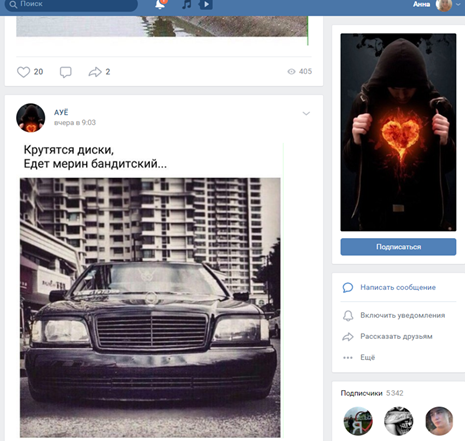 Поиск
Анна
20
2
405
АУЁ
вчера в 9:03
Крутятся диски,
Едет мерин бандитский...
Подписаться
Написать сообщение
Включить уведомления
Рассказать друзьям
Ещё
Подписчики 5342